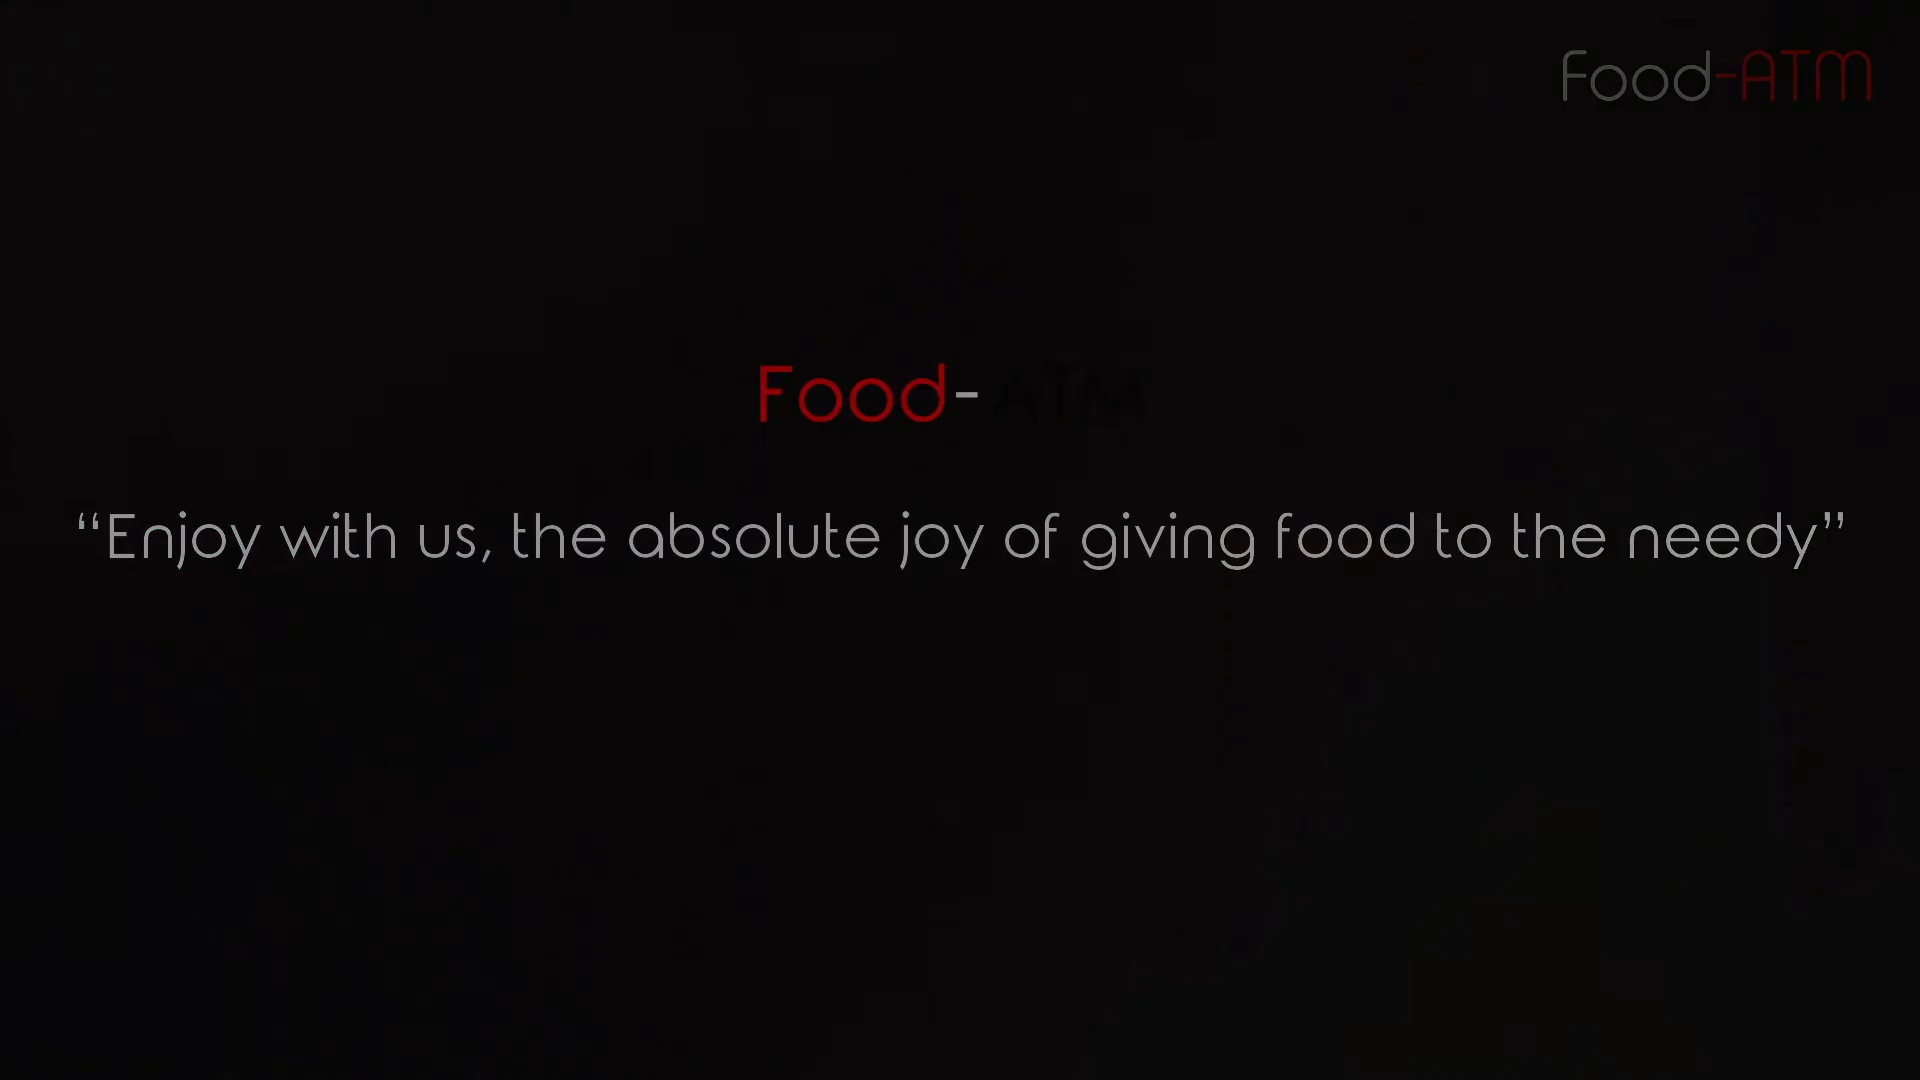 Food-ATM
Food-ATM
“Enjoy with us, the absolute joy of giving food to the needy”